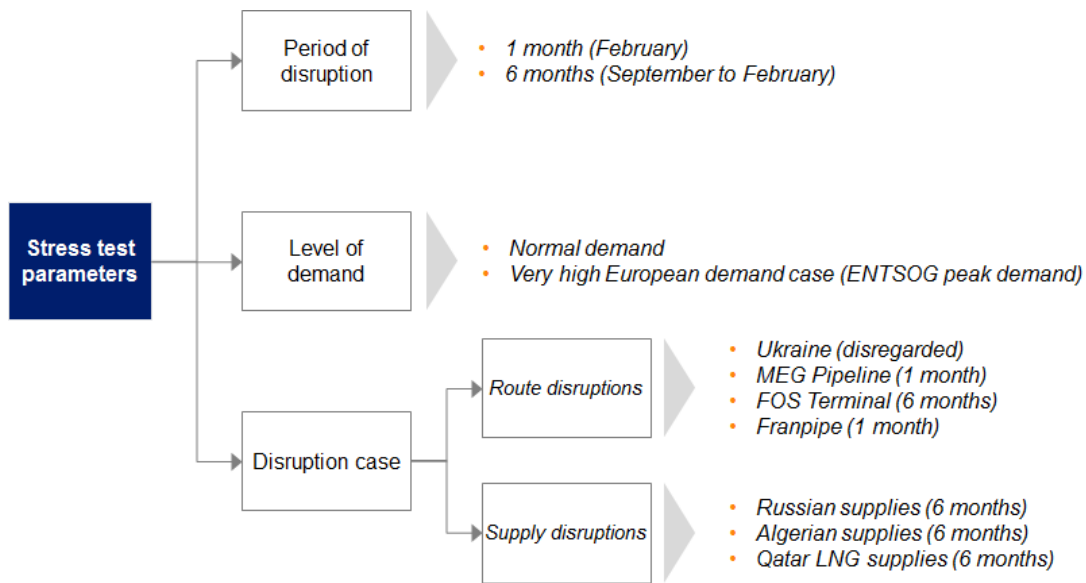 Period of
disruption
• 1 month (February)
• 6 months (September to February)
Stress test
parameters
Level of
demand
• Normal demand
• Very high European demand case (ENTSOG peak demand)
Disruption case
Route disruptions
• Ukraine (disregarded)
• MEG Pipeline (1 month)
• FOS Terminal (6 months)
• Franpipe (1 month)
Supply disruptions
• Russian supplies (6 months)
• Algerian supplies (6 months)
• Qatar LNG supplies (6 months)